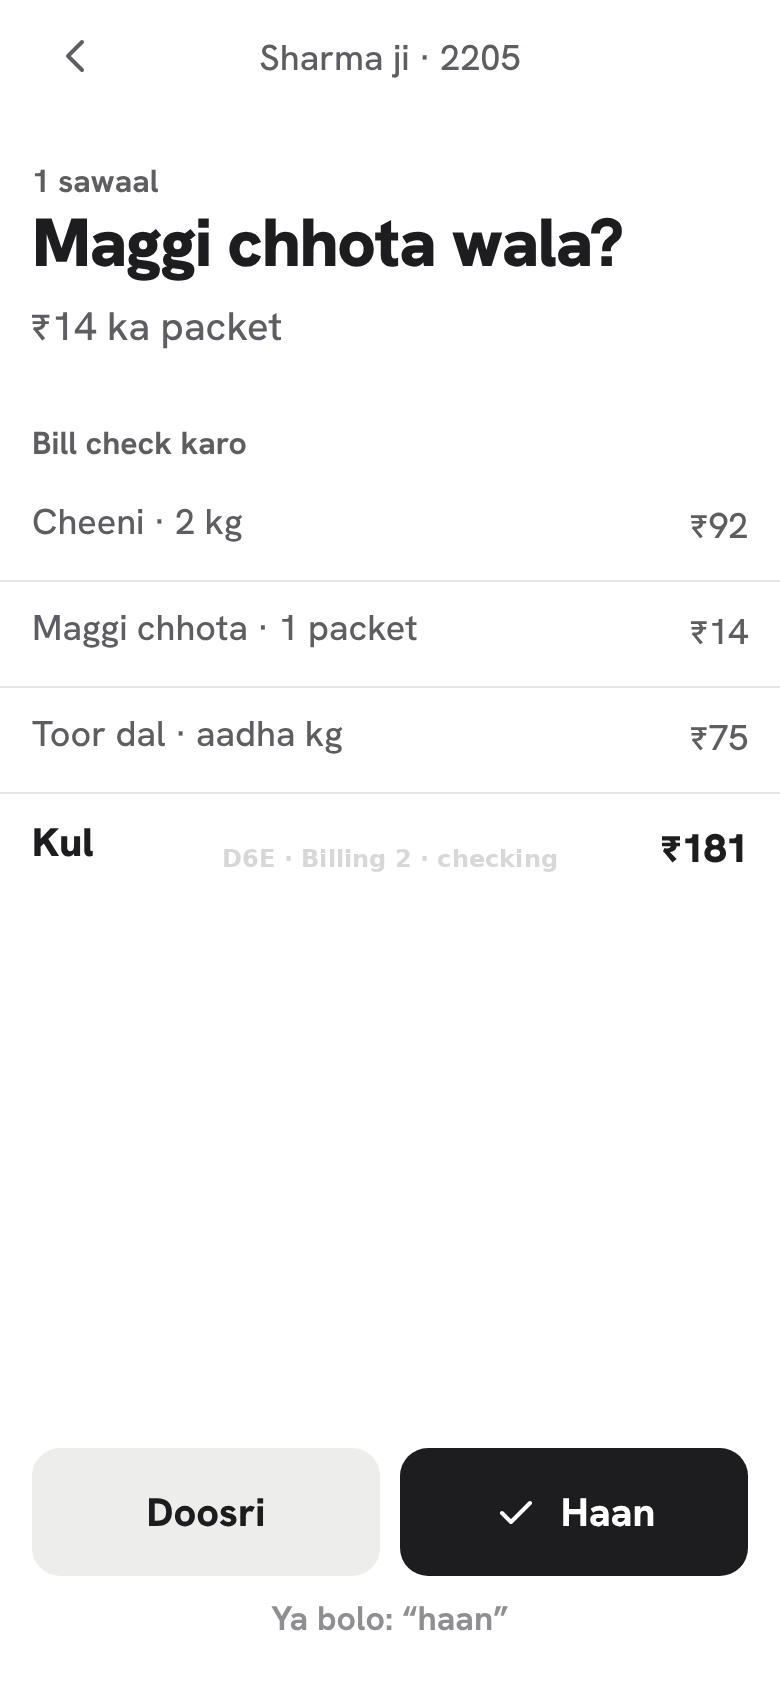 Sharma ji · 2205
1 sawaal
Maggi chhota wala?
₹14 ka packet
Bill check karo
Cheeni · 2 kg ₹92
Maggi chhota · 1 packet ₹14
Toor dal · aadha kg ₹75
Kul ₹181
D6E · Billing 2 · checking
Doosri
Haan
Ya bolo: “haan”